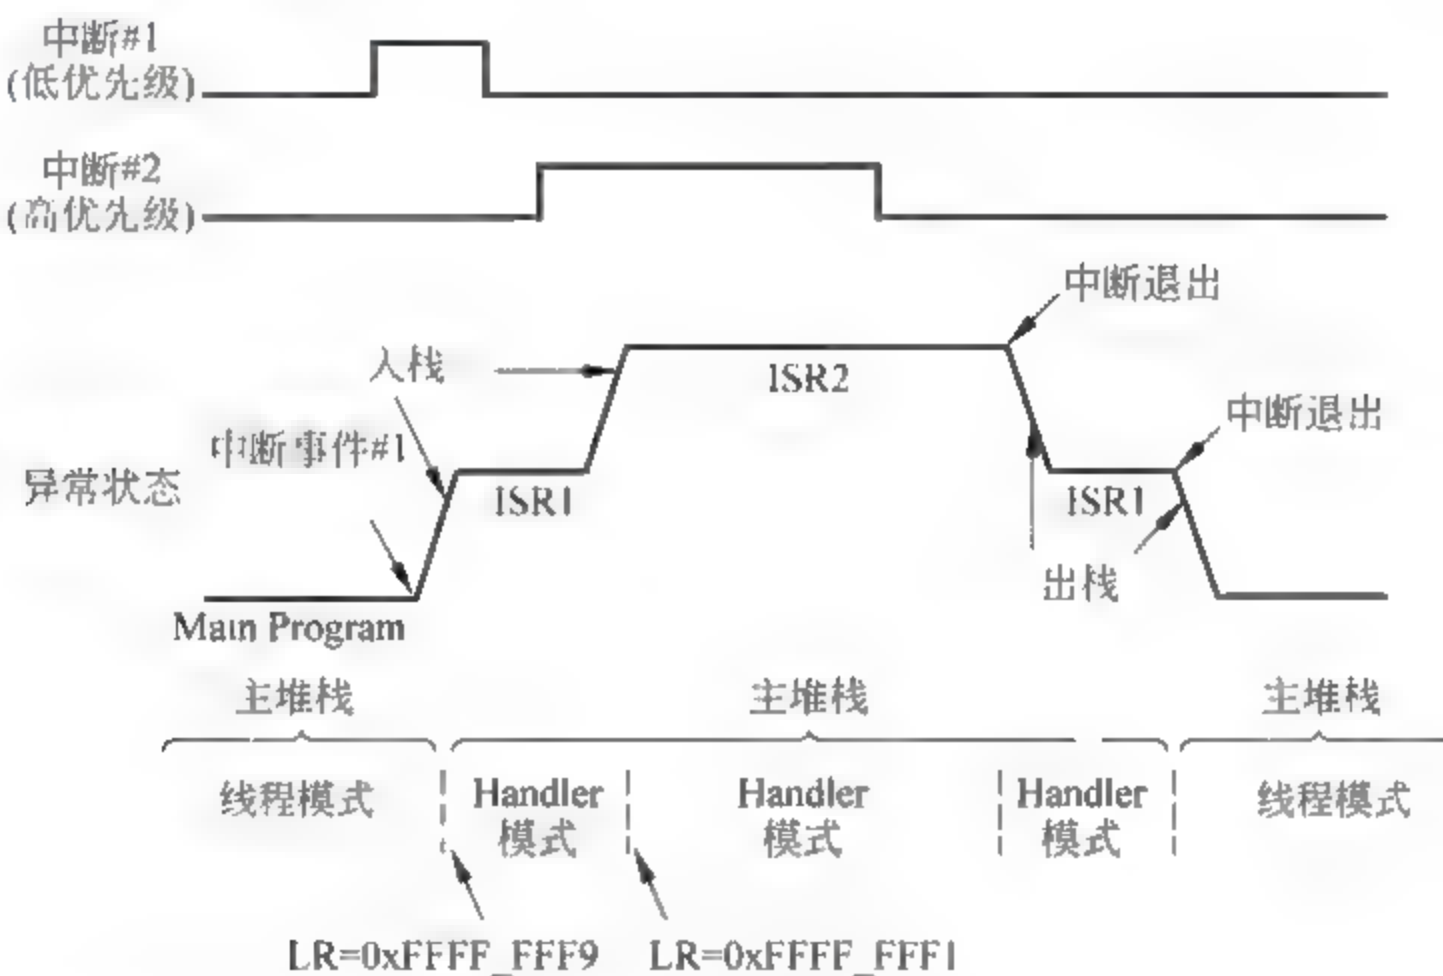 中断#1
(低优先级)
中断#2
(高优先级)
中断退出
入栈
ISR2
中断退出
中断事件#1
异常状态
ISR1
ISR1
出栈
Main Program
主堆栈
主堆栈
主堆栈
线程模式
Handler
模式
Handler
模式
Handler
模式
线程模式
LR=0xFFFF_FFF9
LR=0xFFFF_FFF1